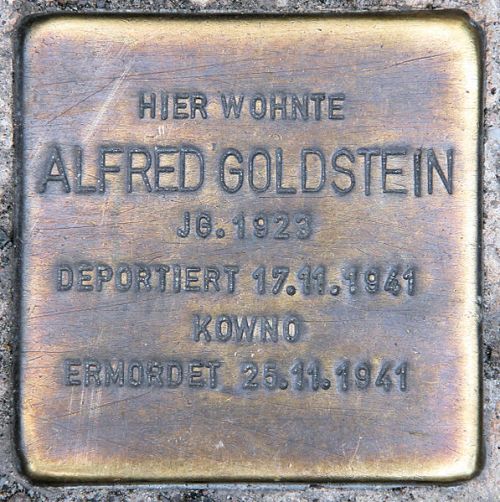 HIER WOHNTE
ALFRED GOLDSTEIN
JG. 1923
DEPORTIERT 17.11.1941
KOWNO
ERMORDET 25.11.1941